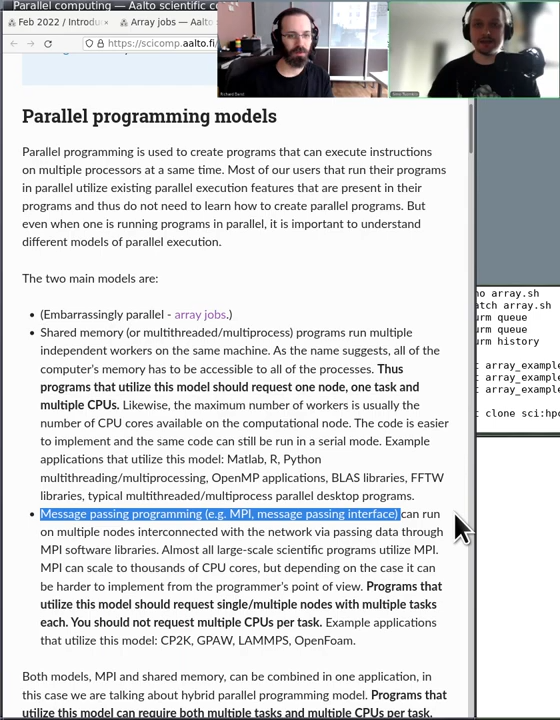 Parallel computing — Aalto scientific co
Feb 2022 / Introdu
Array jobs — Aalto
https://scicomp.aalto.fi/
Parallel programming models
Parallel programming is used to create programs that can execute instructions
on multiple processors at a same time. Most of our users that run their programs
in parallel utilize existing parallel execution features that are present in their
programs and thus do not need to learn how to create parallel programs. But
even when one is running programs in parallel, it is important to understand
different models of parallel execution.
The two main models are:
• (Embarrassingly parallel - array jobs.)
• Shared memory (or multithreaded/multiprocess) programs run multiple
independent workers on the same machine. As the name suggests, all of the
computer's memory has to be accessible to all of the processes. Thus
programs that utilize this model should request one node, one task and
multiple CPUs. Likewise, the maximum number of workers is usually the
number of CPU cores available on the computational node. The code is easier
to implement and the same code can still be run in a serial mode. Example
applications that utilize this model: Matlab, R, Python
multithreading/multiprocessing, OpenMP applications, BLAS libraries, FFTW
libraries, typical multithreaded/multiprocess parallel desktop programs.
• Message passing programming (e.g. MPI, message passing interface) can run
on multiple nodes interconnected with the network via passing data through
MPI software libraries. Almost all large-scale scientific programs utilize MPI.
MPI can scale to thousands of CPU cores, but depending on the case it can
be harder to implement from the programmer's point of view. Programs that
utilize this model should request single/multiple nodes with multiple tasks
each. You should not request multiple CPUs per task. Example applications
that utilize this model: CP2K, GPAW, LAMMPS, OpenFoam.
Both models, MPI and shared memory, can be combined in one application, in
this case we are talking about hybrid parallel programming model. Programs that
utilize this model can require both multiple tasks and multiple CPUs per task.
no array.sh
atch array.sh
urm queue
urm queue
urm history
t array_example
t array_example
t array_example
t clone sci:hpc